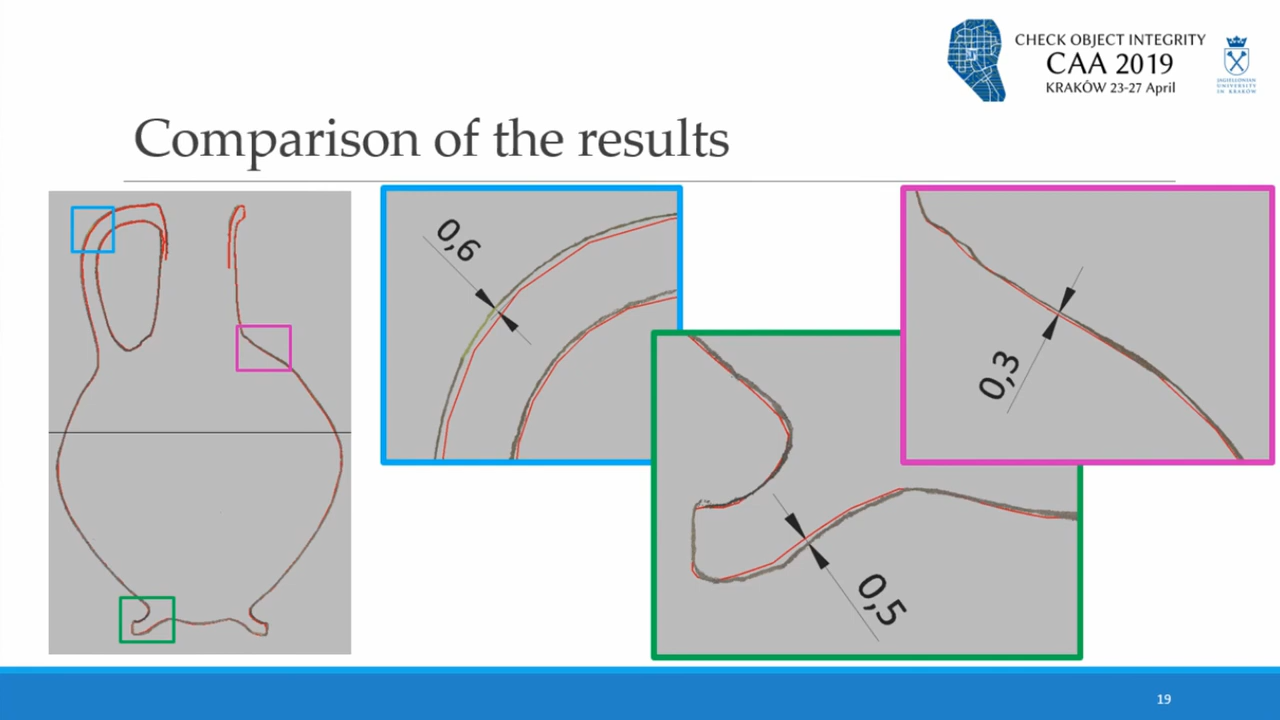 CHECK OBJECT INTEGRITY
CAA 2019
KRAKÓW 23-27 April
JAGIELLONIAN
UNIVERSITY
IN KRAKÓW
Comparison of the results
0,6
0,3
0,5
19